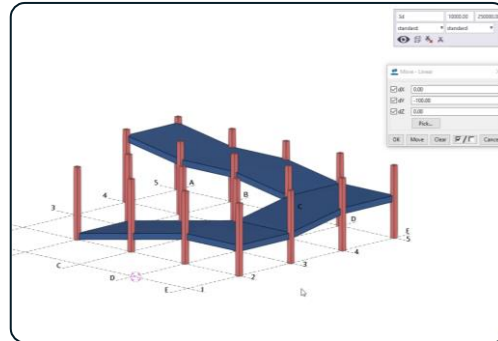 3d 10000.00 25000.00
standard standard
Move - Linear
dX 0.00
dY -100.00
dZ 0.00
Pick...
OK Move Clear Cancel
5 A
4 B
3 C
D
E
5
4
3
C
D 2
E 1